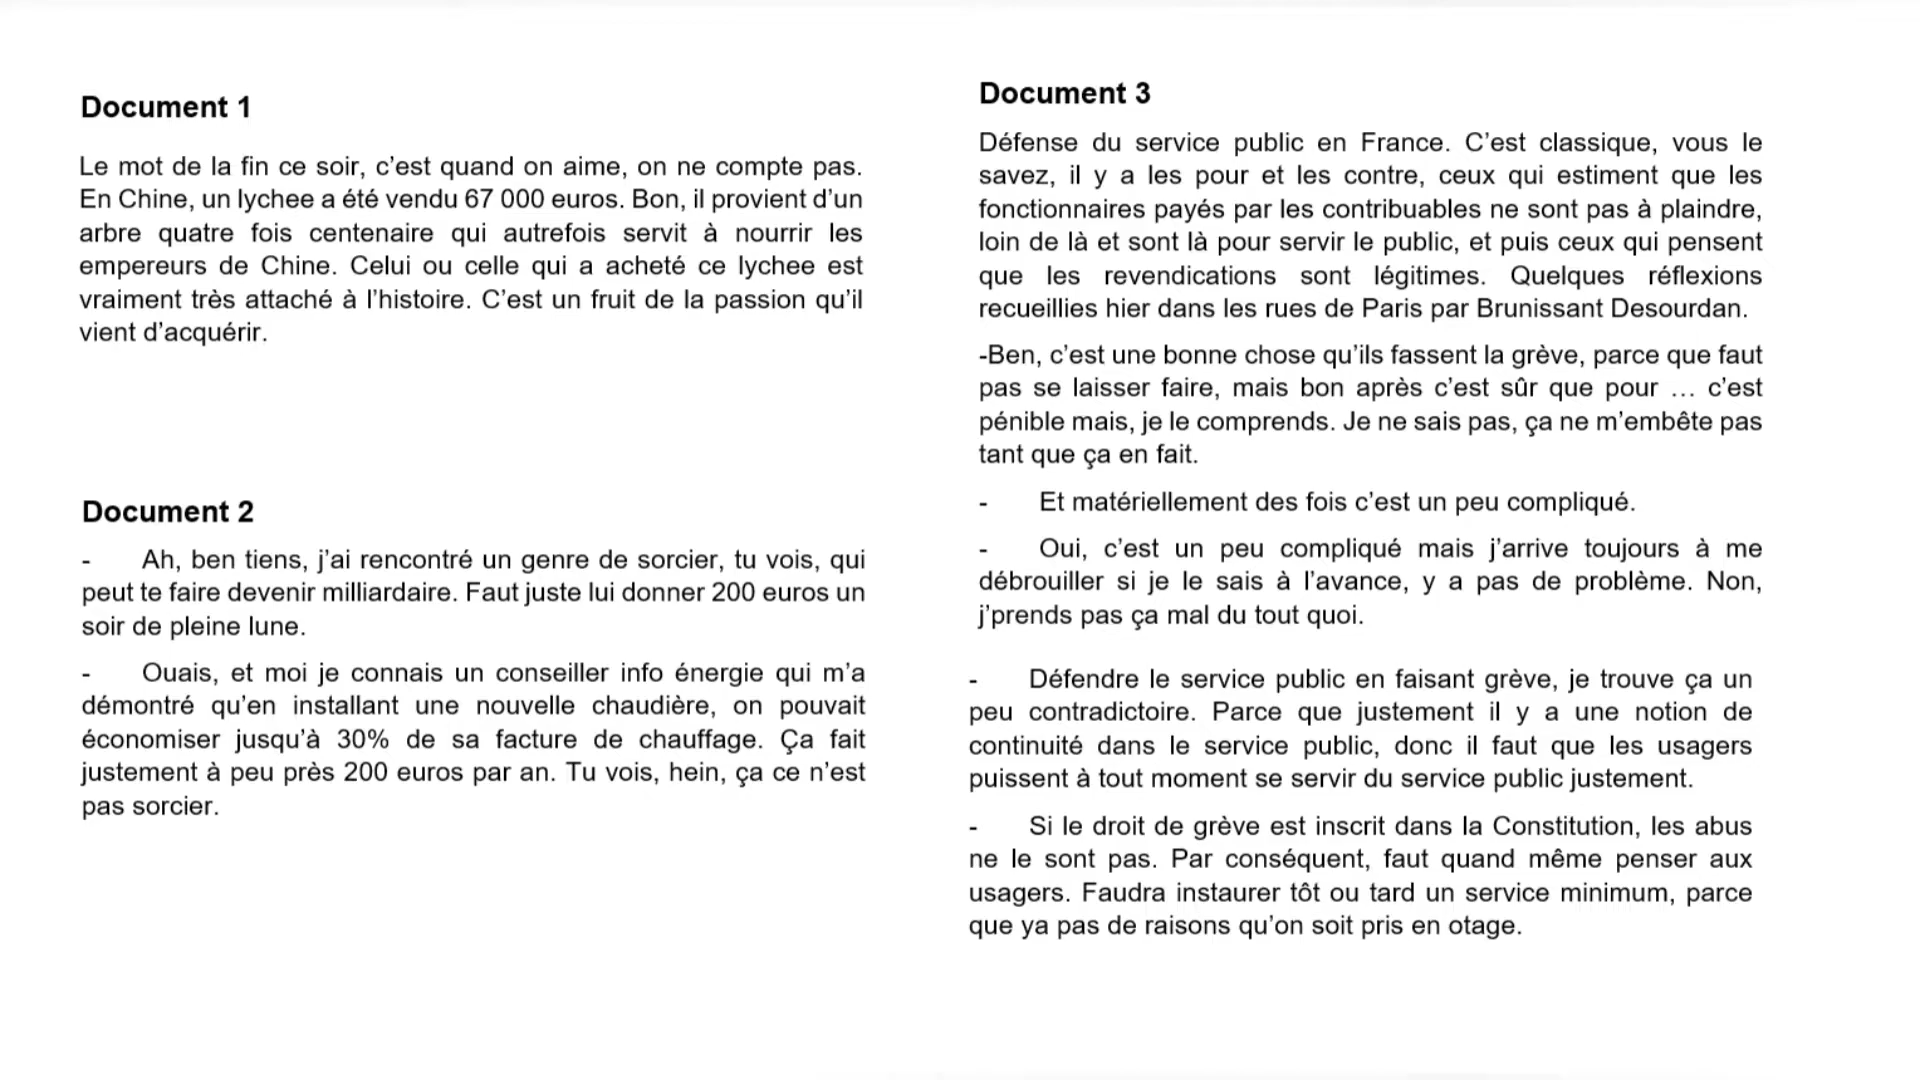 Document 1
Le mot de la fin ce soir, c’est quand on aime, on ne compte pas.
En Chine, un lychee a été vendu 67 000 euros. Bon, il provient d’un
arbre quatre fois centenaire qui autrefois servit à nourrir les
empereurs de Chine. Celui ou celle qui a acheté ce lychee est
vraiment très attaché à l’histoire. C’est un fruit de la passion qu’il
vient d’acquérir.
Document 2
- Ah, ben tiens, j’ai rencontré un genre de sorcier, tu vois, qui
peut te faire devenir milliardaire. Faut juste lui donner 200 euros un
soir de pleine lune.
- Ouais, et moi je connais un conseiller info énergie qui m’a
démontré qu’en installant une nouvelle chaudière, on pouvait
économiser jusqu’à 30% de sa facture de chauffage. Ça fait
justement à peu près 200 euros par an. Tu vois, hein, ça ce n’est
pas sorcier.
Document 3
Défense du service public en France. C’est classique, vous le
savez, il y a les pour et les contre, ceux qui estiment que les
fonctionnaires payés par les contribuables ne sont pas à plaindre,
loin de là et sont là pour servir le public, et puis ceux qui pensent
que les revendications sont légitimes. Quelques réflexions
recueillies hier dans les rues de Paris par Brunissant Desourdan.
-Ben, c’est une bonne chose qu’ils fassent la grève, parce que faut
pas se laisser faire, mais bon après c’est sûr que pour … c’est
pénible mais, je le comprends. Je ne sais pas, ça ne m’embête pas
tant que ça en fait.
- Et matériellement des fois c’est un peu compliqué.
- Oui, c’est un peu compliqué mais j’arrive toujours à me
débrouiller si je le sais à l’avance, y a pas de problème. Non,
j’prends pas ça mal du tout quoi.
- Défendre le service public en faisant grève, je trouve ça un
peu contradictoire. Parce que justement il y a une notion de
continuité dans le service public, donc il faut que les usagers
puissent à tout moment se servir du service public justement.
- Si le droit de grève est inscrit dans la Constitution, les abus
ne le sont pas. Par conséquent, faut quand même penser aux
usagers. Faudra instaurer tôt ou tard un service minimum, parce
que ya pas de raisons qu’on soit pris en otage.